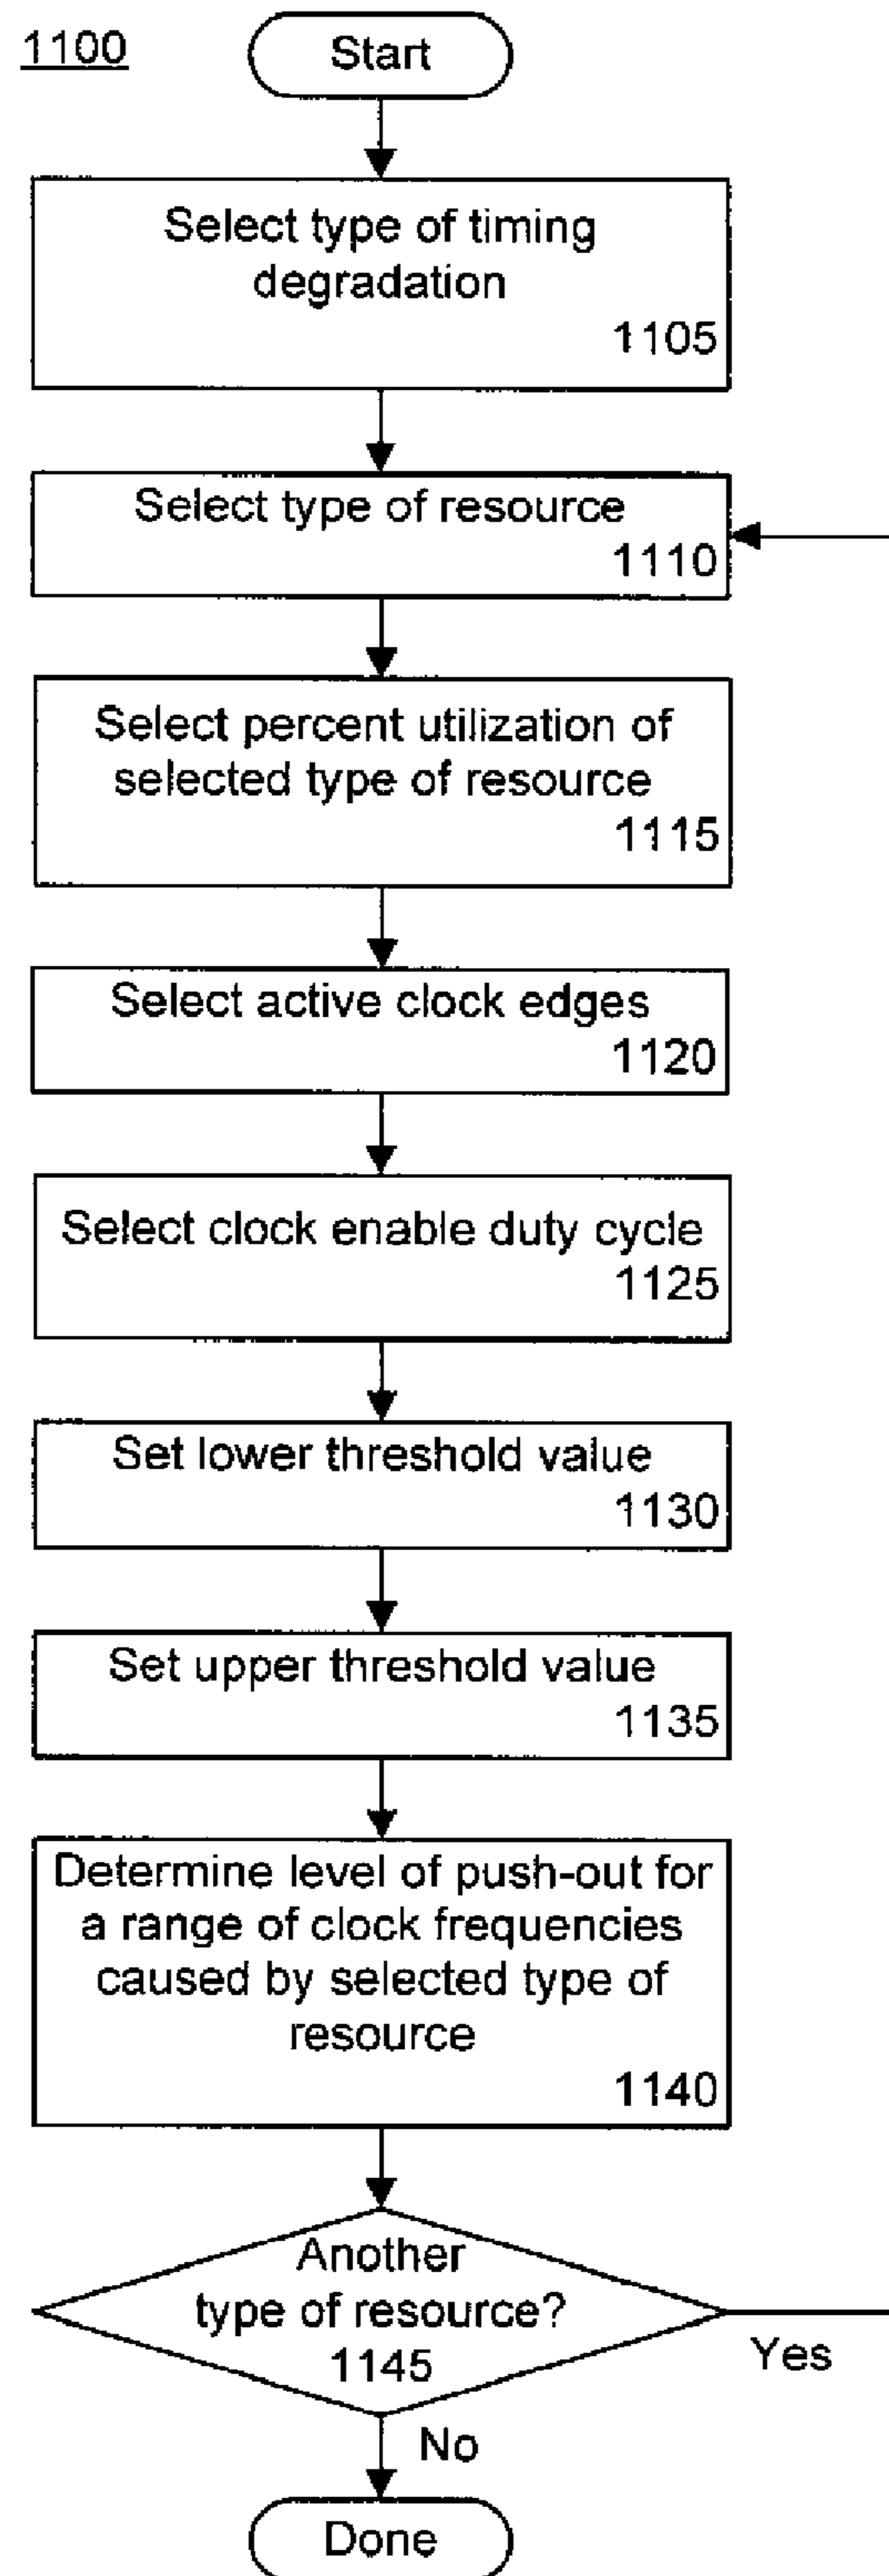 1100
Start
Select type of timing
degradation
1105
Select type of resource
1110
Select percent utilization of
selected type of resource
1115
Select active clock edges
1120
Select clock enable duty cycle
1125
Set lower threshold value
1130
Set upper threshold value
1135
Determine level of push-out for
a range of clock frequencies
caused by selected type of
resource
1140
Another
type of resource?
1145
Yes
No
Done